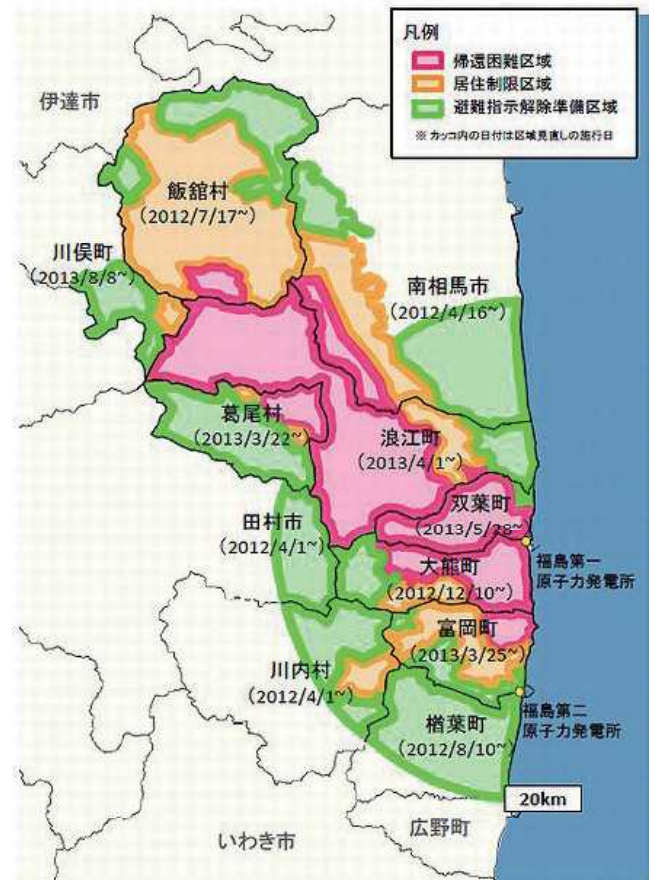 凡例
帰還困難区域
居住制限区域
避難指示解除準備区域
※ カッコ内の日付は区域見直しの施行日
伊達市
飯舘村
(2012/7/17~)
川俣町
(2013/8/8~)
南相馬市
(2012/4/16~)
葛尾村
(2013/3/22~)
浪江町
(2013/4/1~)
双葉町
(2013/5/28~)
田村市
(2012/4/1~)
福島第一
原子力発電所
大熊町
(2012/12/10~)
富岡町
(2013/3/25~)
川内村
(2012/4/1~)
福島第二
原子力発電所
楢葉町
(2012/8/10~)
20km
広野町
いわき市